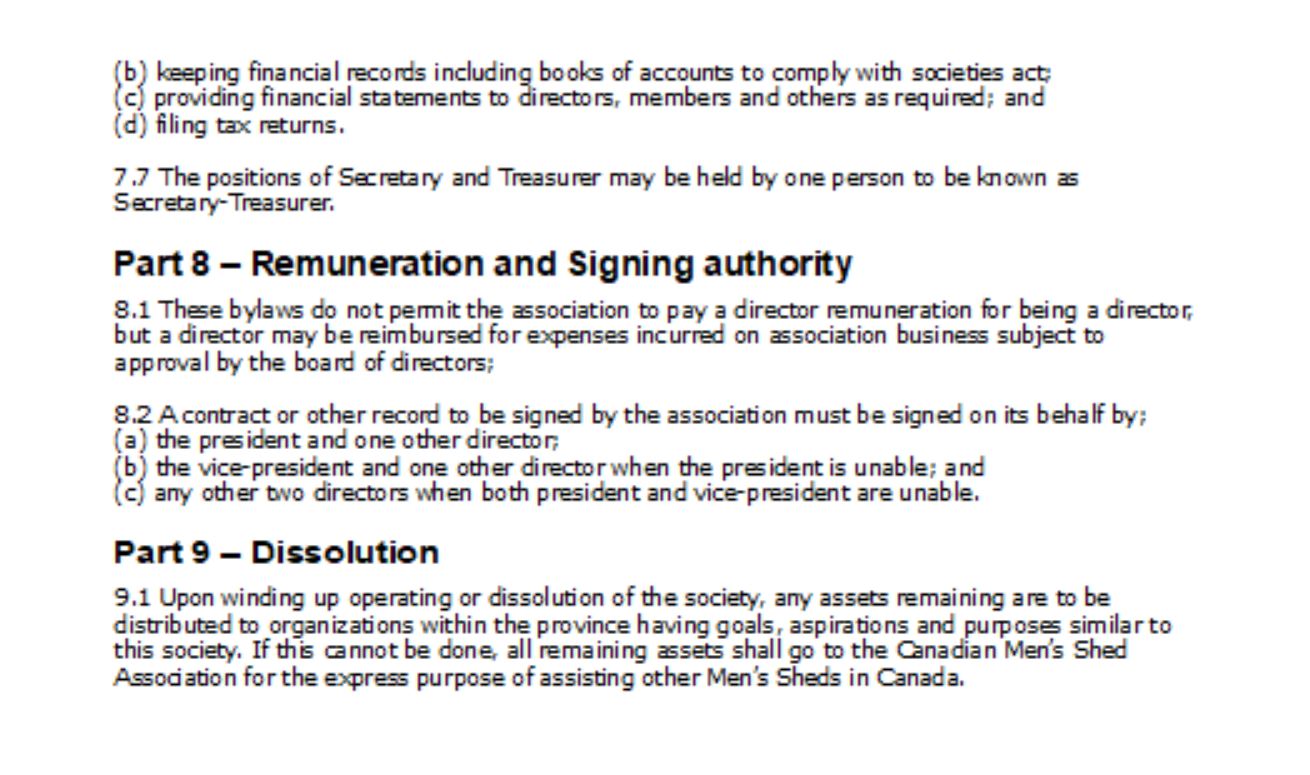 (b) keeping financial records including books of accounts to comply with societies act;
(c) providing financial statements to directors, members and others as required; and
(d) filing tax returns.
7.7 The positions of Secretary and Treasurer may be held by one person to be known as
Secretary-Treasurer.
Part 8 – Remuneration and Signing authority
8.1 These bylaws do not permit the association to pay a director remuneration for being a director,
but a director may be reimbursed for expenses incurred on association business subject to
approval by the board of directors;
8.2 A contract or other record to be signed by the association must be signed on its behalf by;
(a) the president and one other director;
(b) the vice-president and one other director when the president is unable; and
(c) any other two directors when both president and vice-president are unable.
Part 9 – Dissolution
9.1 Upon winding up operating or dissolution of the society, any assets remaining are to be
distributed to organizations within the province having goals, aspirations and purposes similar to
this society. If this cannot be done, all remaining assets shall go to the Canadian Men’s Shed
Association for the express purpose of assisting other Men’s Sheds in Canada.